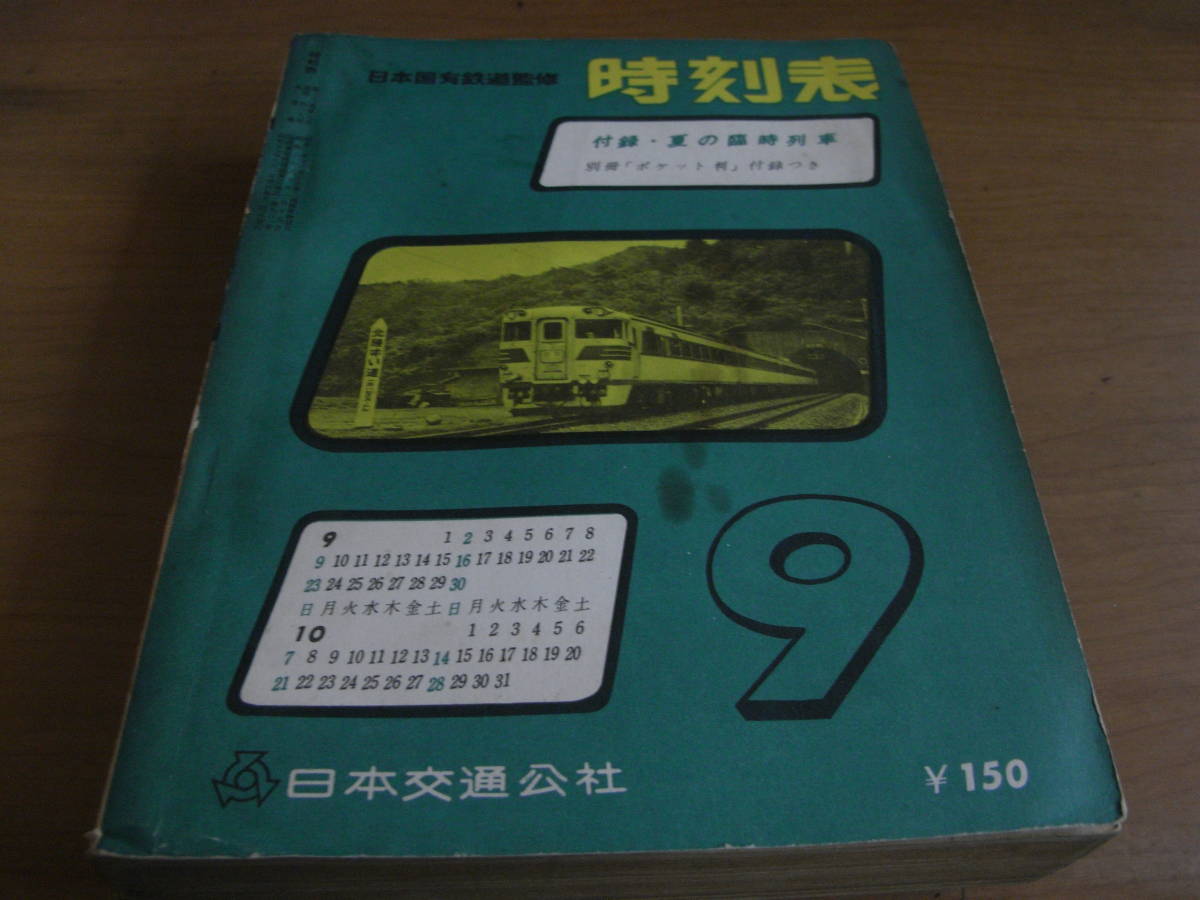 日本国有鉄道監修
時刻表
付録・夏の臨時列車
別冊「ポケット判」付録つき
9
1 2 3 4 5 6 7 8
9 10 11 12 13 14 15 16 17 18 19 20 21 22
23 24 25 26 27 28 29 30
日月火水木金土日月火水木金土
10
1 2 3 4 5 6
7 8 9 10 11 12 13 14 15 16 17 18 19 20
21 22 23 24 25 26 27 28 29 30 31
9
日本交通公社
¥ 150